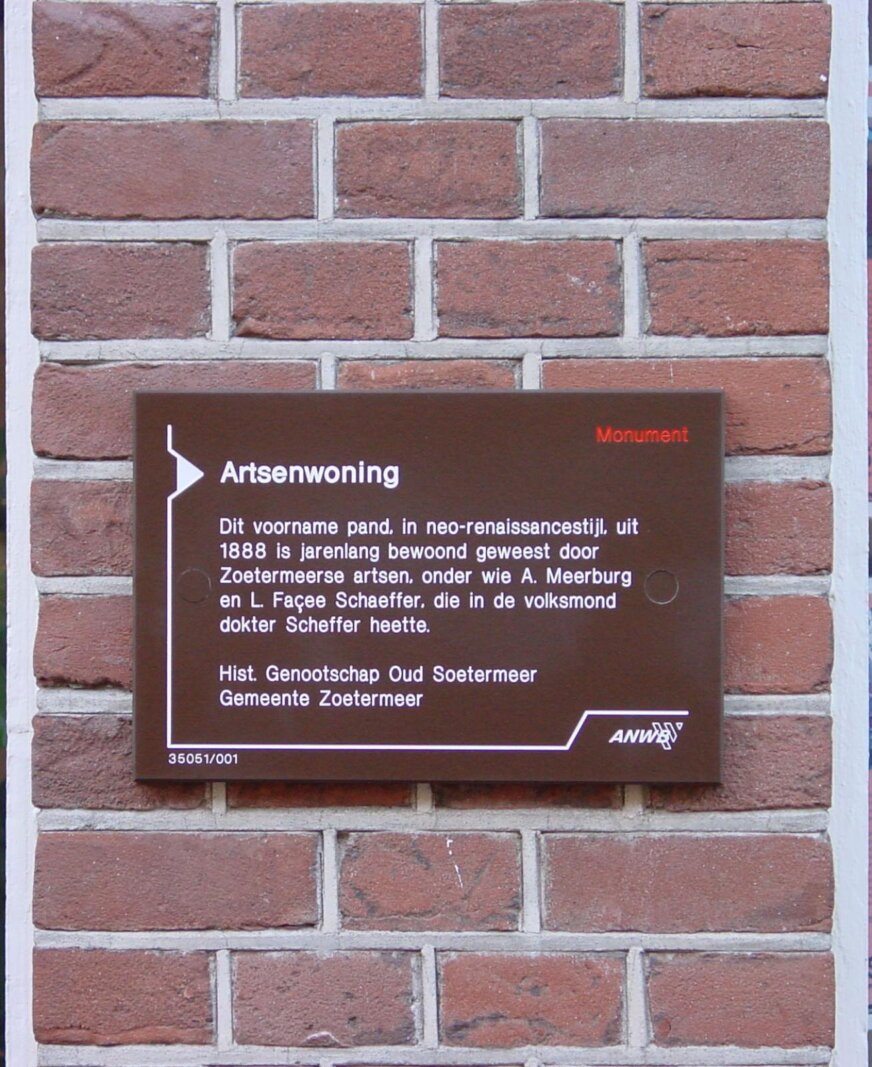 Monument
Artsenwoning
Dit voorname pand, in neo-renaissancestijl, uit
1888 is jarenlang bewoond geweest door
Zoetermeerse artsen, onder wie A. Meerburg
en L. Façee Schaeffer, die in de volksmond
dokter Scheffer heette.
Hist. Genootschap Oud Soetermeer
Gemeente Zoetermeer
ANWB
35051/001